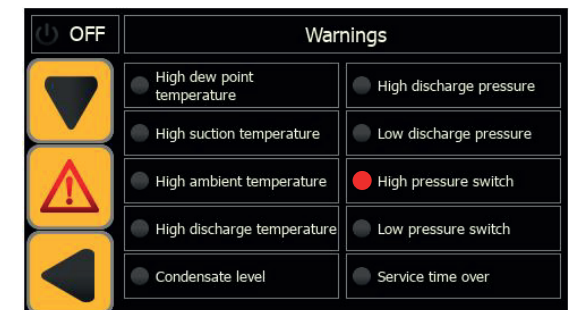 OFF
Warnings
High dew point
temperature
High discharge pressure
High suction temperature
Low discharge pressure
High ambient temperature
High pressure switch
High discharge temperature
Low pressure switch
Condensate level
Service time over